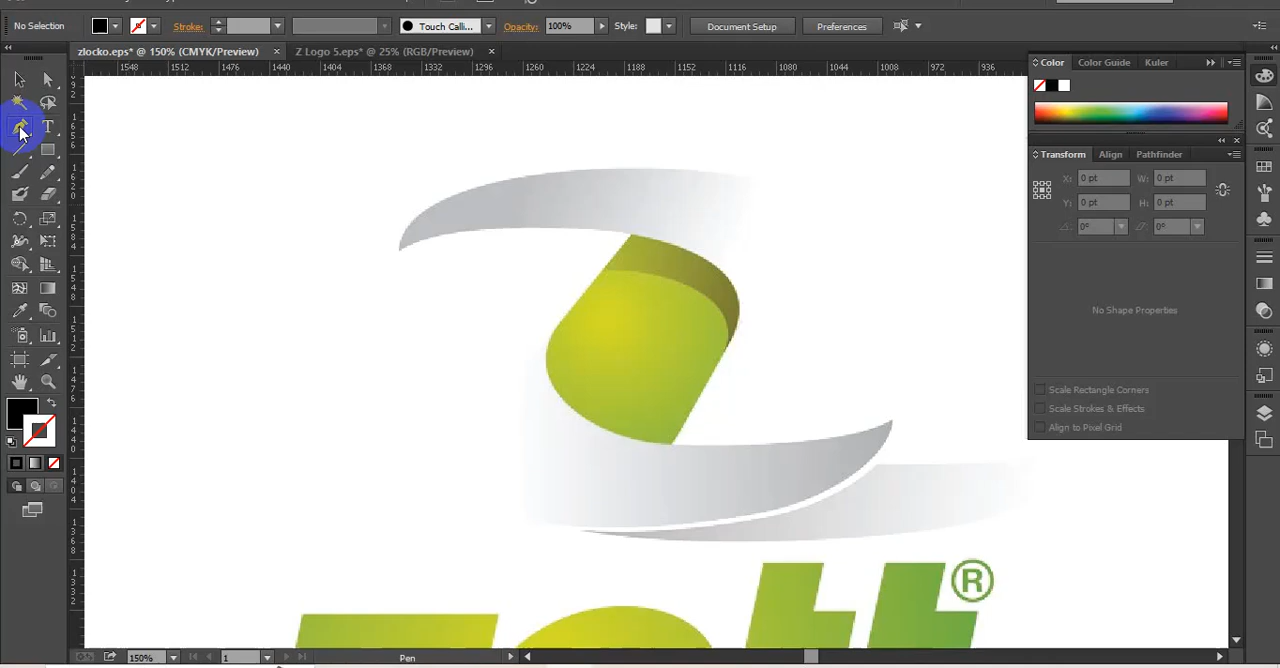 No Selection Stroke: Touch Calli... Opacity: 100% Style: Document Setup Preferences
zlocko.eps* @ 150% (CMYK/Preview) × Z Logo 5.eps* @ 25% (RGB/Preview) ×
1548 1512 1476 1440 1404 1368 1332 1296 1260 1224 1188 1152 1116 1080 1044 1008 972 936
Color Color Guide Kuler
Transform Align Pathfinder
X: 0 pt W: 0 pt
Y: 0 pt H: 0 pt
0° 0°
No Shape Properties
Scale Rectangle Corners
Scale Strokes & Effects
Align to Pixel Grid
T
®
150% 1 Pen